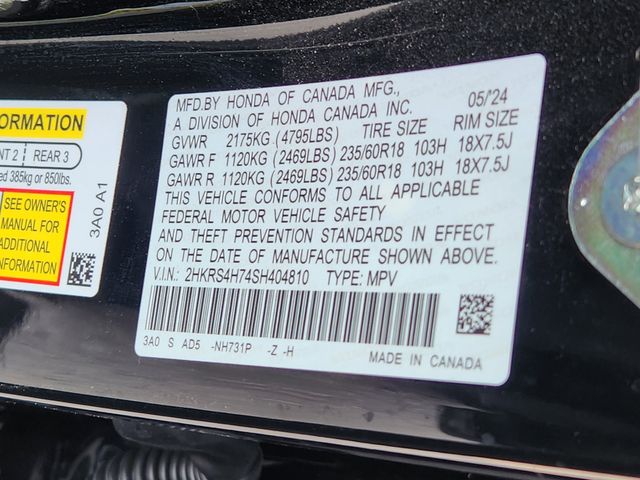 ORMATION
NT 2 REAR 3
ed 385kg or 850lbs.
SEE OWNER'S
MANUAL FOR
ADDITIONAL
INFORMATION
3A0 A1
MFD.BY HONDA OF CANADA MFG.,
A DIVISION OF HONDA CANADA INC. 05/'24
GVWR 2175KG (4795LBS) TIRE SIZE RIM SIZE
GAWR F 1120KG (2469LBS) 235/60R18 103H 18X7.5J
GAWR R 1120KG (2469LBS) 235/60R18 103H 18X7.5J
THIS VEHICLE CONFORMS TO ALL APPLICABLE
FEDERAL MOTOR VEHICLE SAFETY
AND THEFT PREVENTION STANDARDS IN EFFECT
ON THE DATE OF MANUFACTURE SHOWN ABOVE.
V.I.N.: 2HKRS4H74SH404810 TYPE: MPV
3A0 S AD5 -NH731P -Z -H
MADE IN CANADA